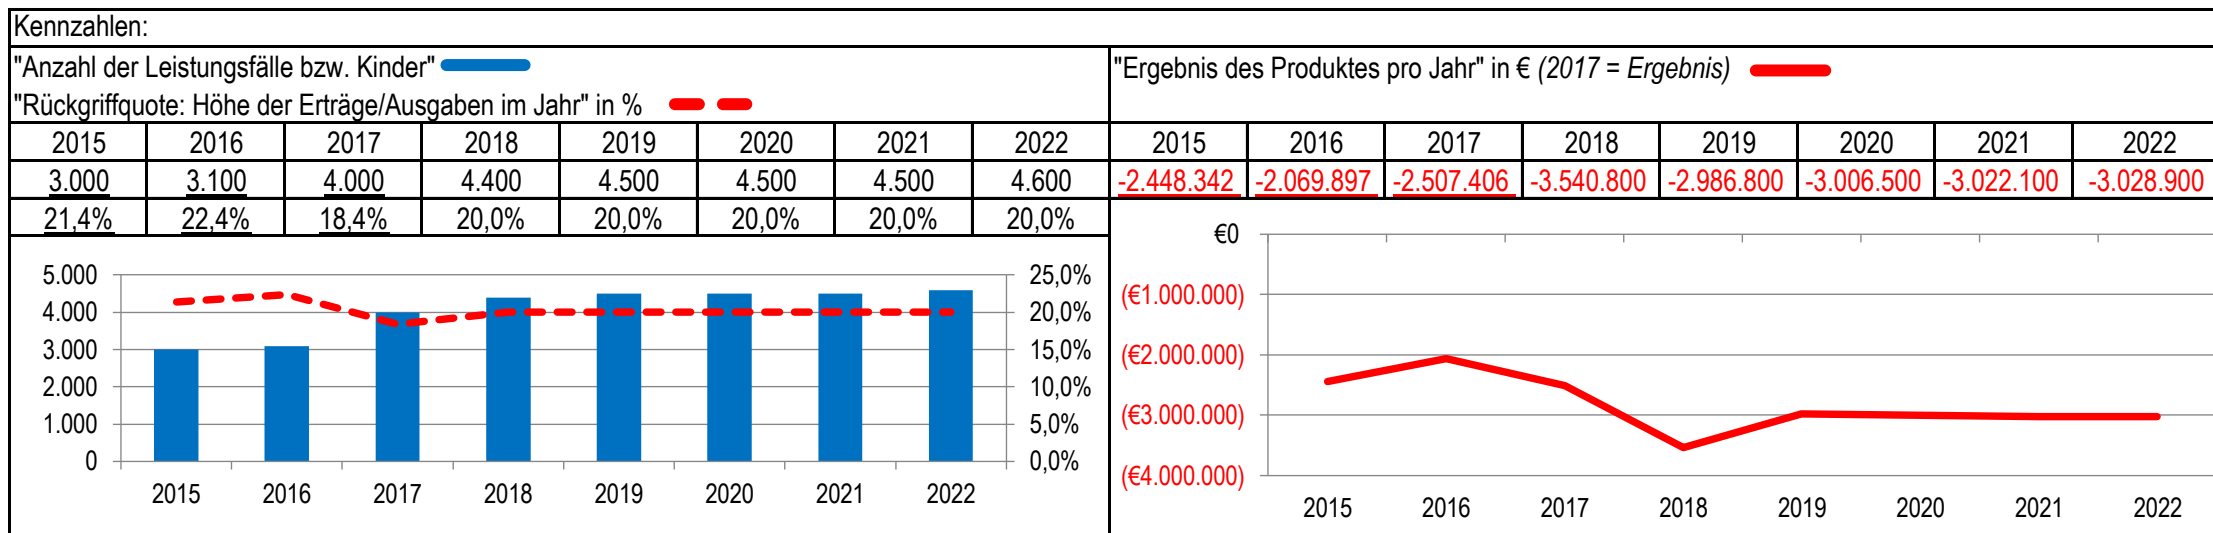 Kennzahlen:
"Anzahl der Leistungsfälle bzw. Kinder"
"Rückgriffquote: Höhe der Erträge/Ausgaben im Jahr" in %
2015 2016 2017 2018 2019 2020 2021 2022
3.000 3.100 4.000 4.400 4.500 4.500 4.500 4.600
21,4% 22,4% 18,4% 20,0% 20,0% 20,0% 20,0% 20,0%
5.000 25,0%
4.000 20,0%
3.000 15,0%
2.000 10,0%
1.000 5,0%
0 0,0%
2015 2016 2017 2018 2019 2020 2021 2022
"Ergebnis des Produktes pro Jahr" in € (2017 = Ergebnis)
2015 2016 2017 2018 2019 2020 2021 2022
-2.448.342 -2.069.897 -2.507.406 -3.540.800 -2.986.800 -3.006.500 -3.022.100 -3.028.900
€0
(€1.000.000)
(€2.000.000)
(€3.000.000)
(€4.000.000)
2015 2016 2017 2018 2019 2020 2021 2022